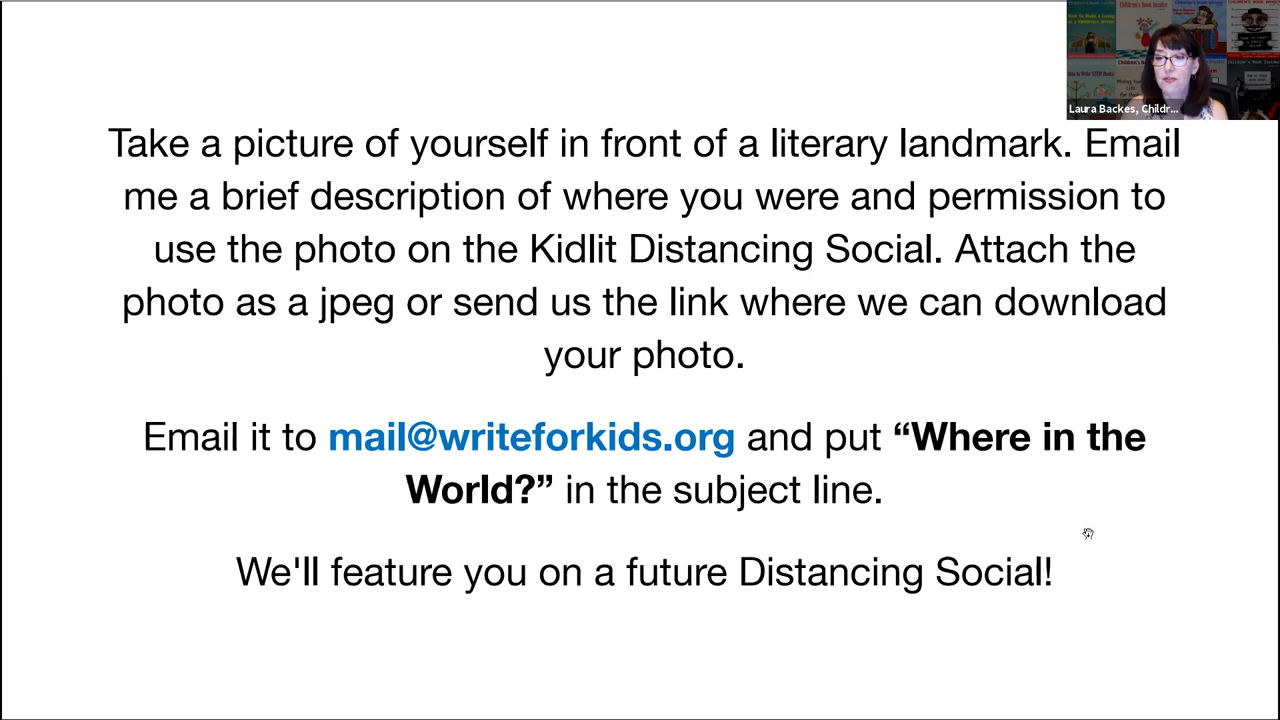 Laura Backes, Childr...
Take a picture of yourself in front of a literary landmark. Email
me a brief description of where you were and permission to
use the photo on the Kidlit Distancing Social. Attach the
photo as a jpeg or send us the link where we can download
your photo.
Email it to mail@writeforkids.org and put “Where in the
World?” in the subject line.
We'll feature you on a future Distancing Social!